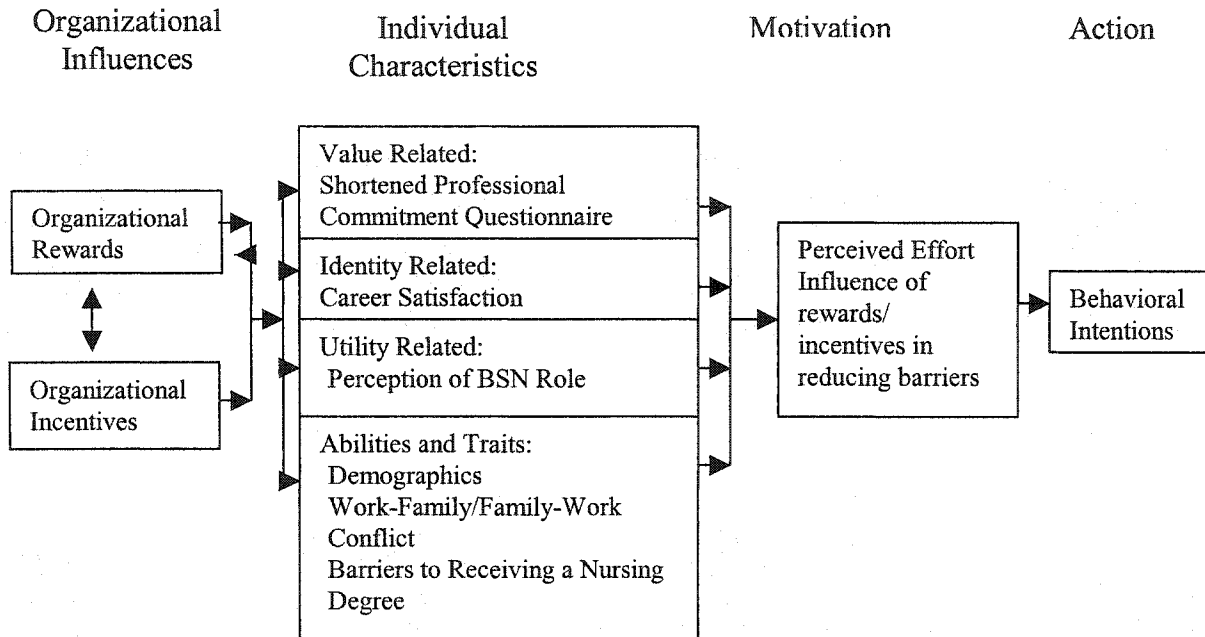 Organizational
Influences
Individual
Characteristics
Motivation
Action
Organizational
Rewards
Organizational
Incentives
Value Related:
Shortened Professional
Commitment Questionnaire
Identity Related:
Career Satisfaction
Utility Related:
Perception of BSN Role
Abilities and Traits:
Demographics
Work-Family/Family-Work
Conflict
Barriers to Receiving a Nursing
Degree
Perceived Effort
Influence of
rewards/
incentives in
reducing barriers
Behavioral
Intentions